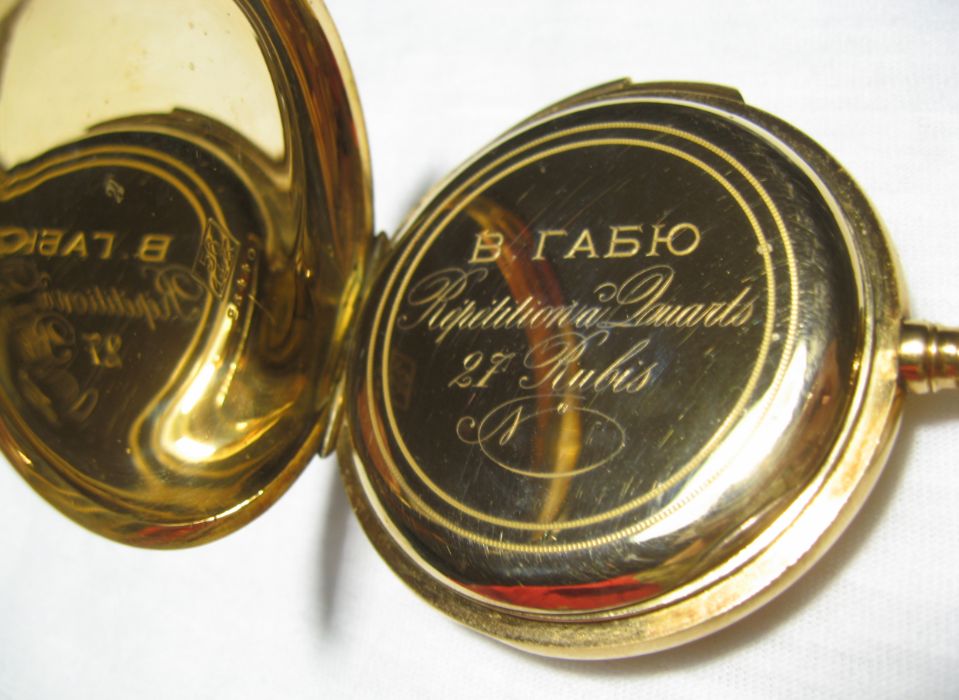 В. ГАБЮ
Répétition à Quarts
27 Rubis
N°